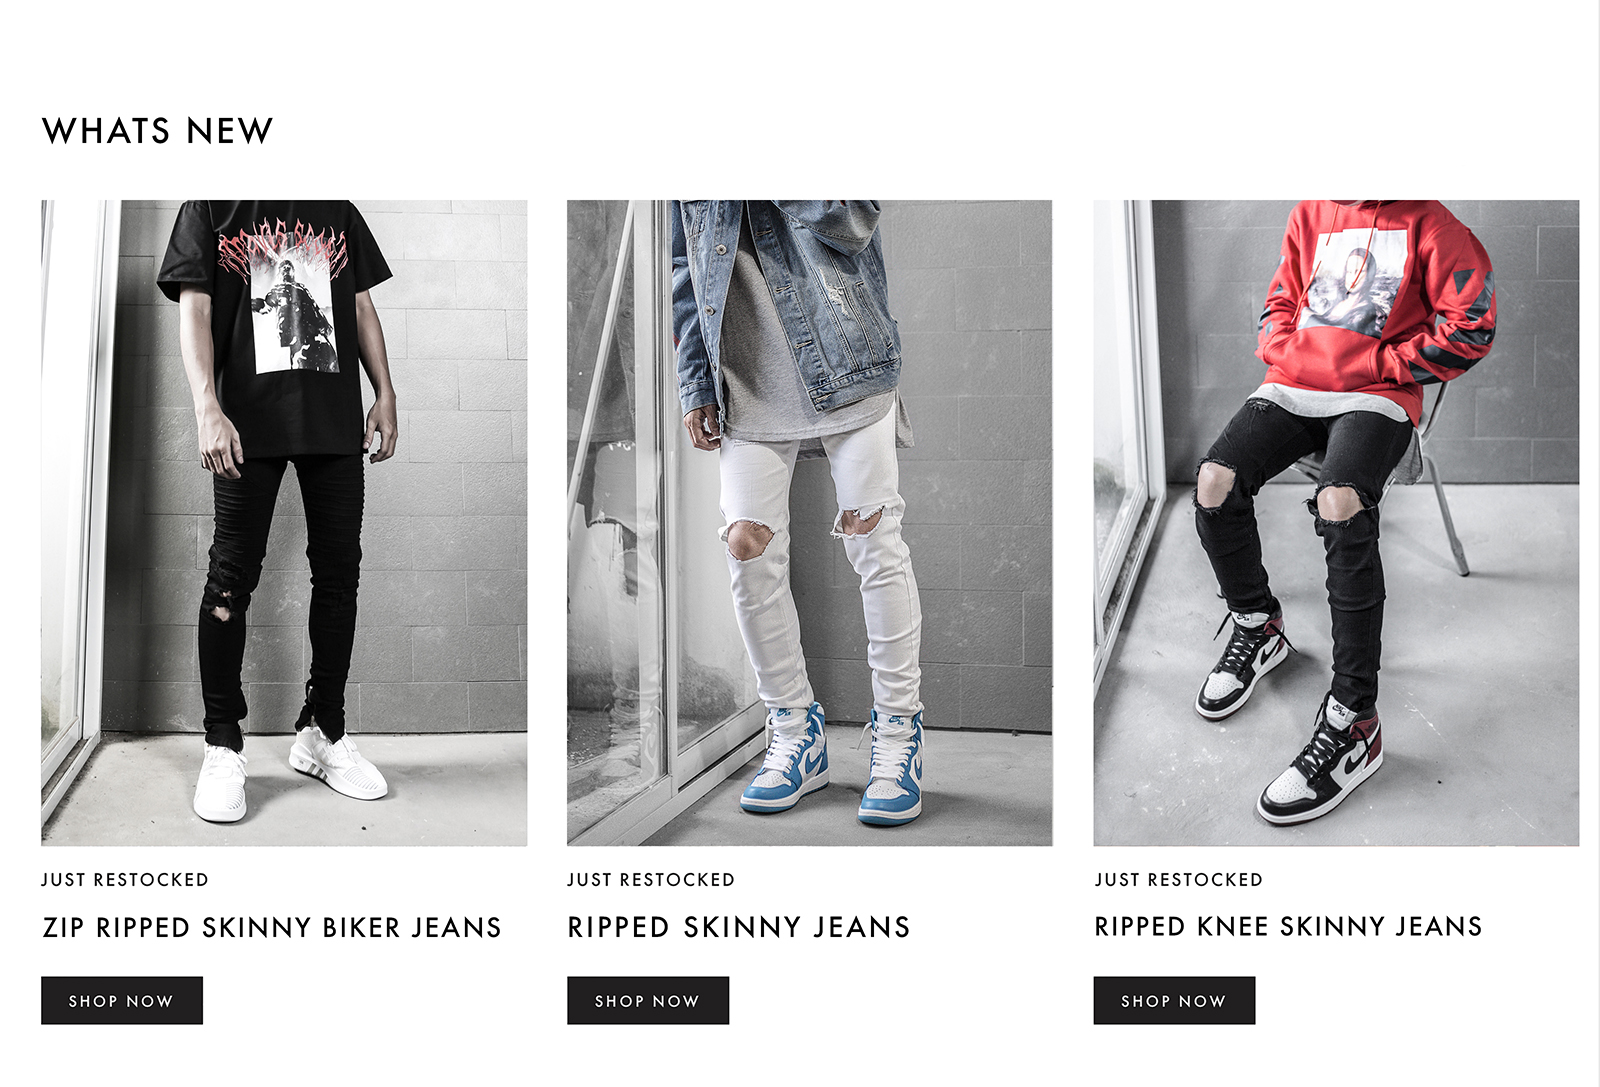 WHATS NEW
JUST RESTOCKED
ZIP RIPPED SKINNY BIKER JEANS
SHOP NOW
JUST RESTOCKED
RIPPED SKINNY JEANS
SHOP NOW
JUST RESTOCKED
RIPPED KNEE SKINNY JEANS
SHOP NOW